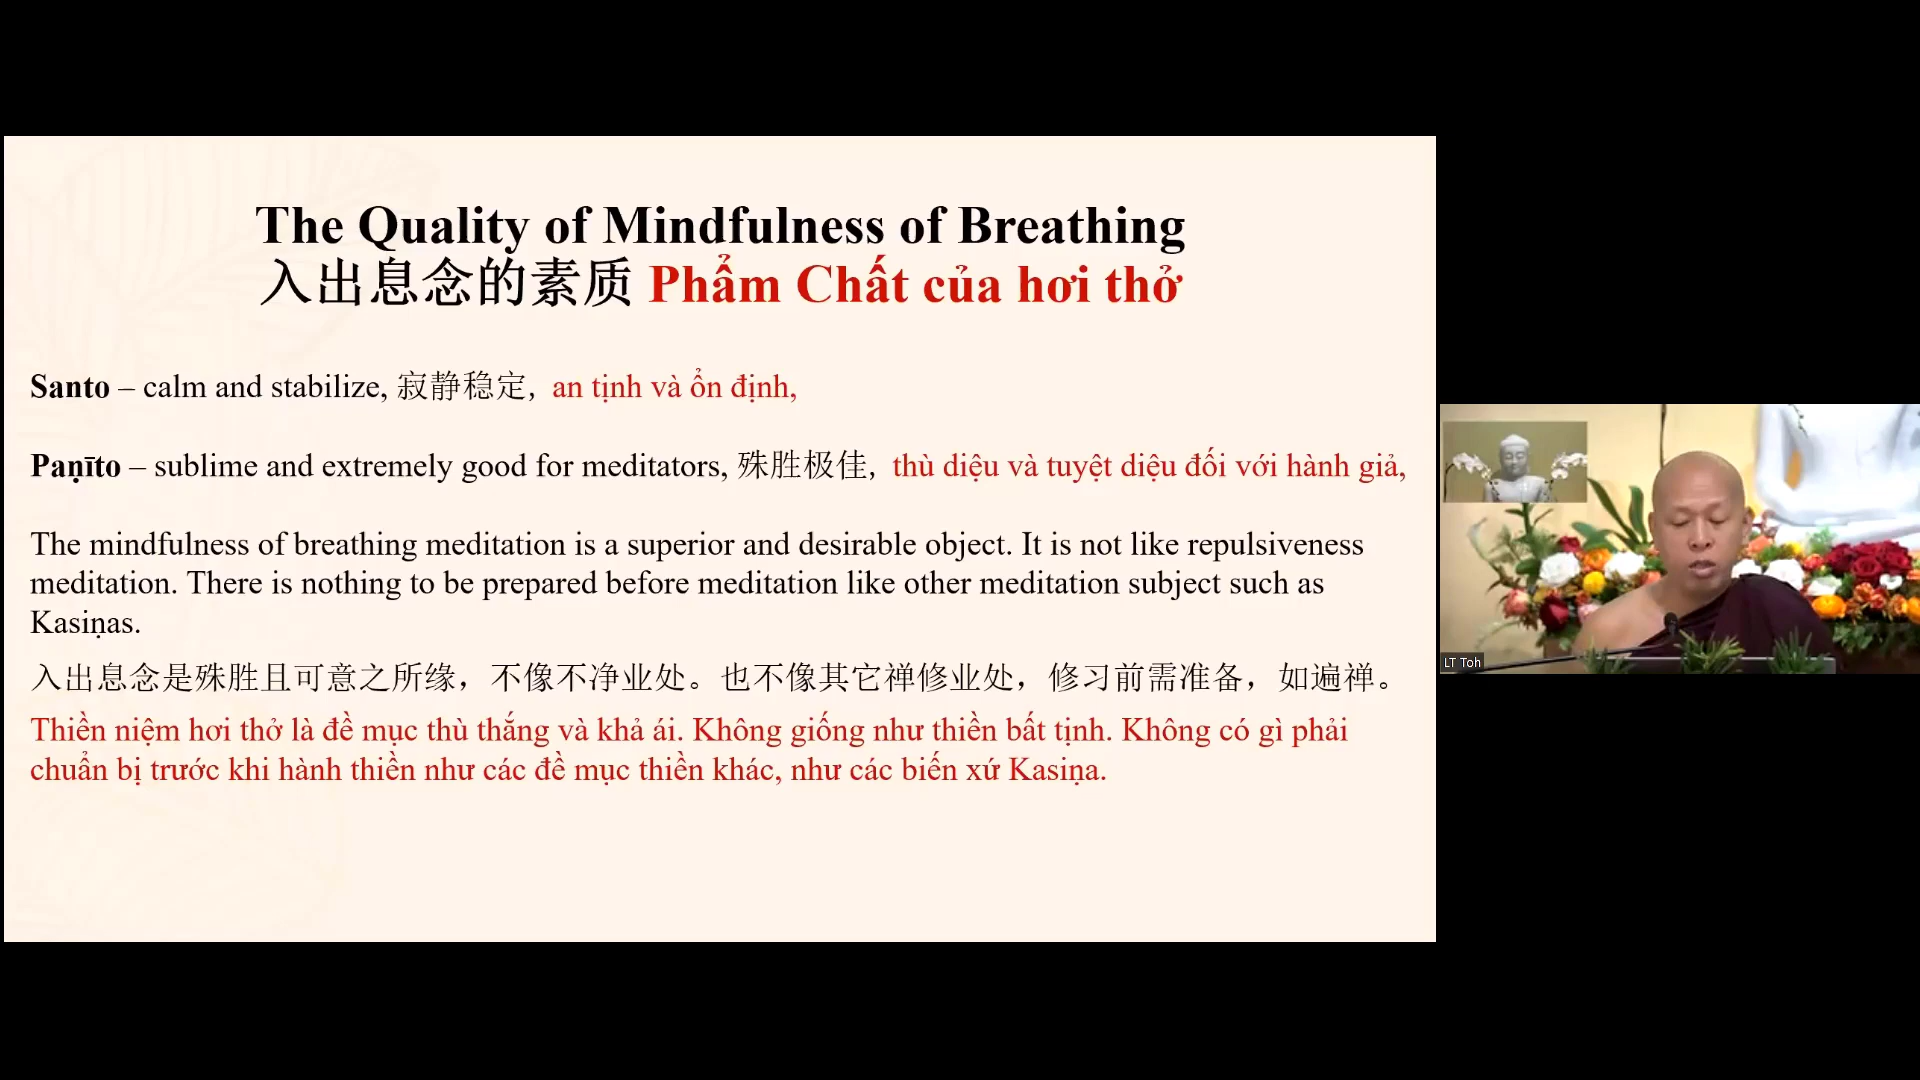 The Quality of Mindfulness of Breathing
入出息念的素质 Phẩm Chất của hơi thở
Santo – calm and stabilize, 寂静稳定, an tịnh và ổn định,
Paṇīto – sublime and extremely good for meditators, 殊胜极佳, thù diệu và tuyệt diệu đối với hành giả,
The mindfulness of breathing meditation is a superior and desirable object. It is not like repulsiveness
meditation. There is nothing to be prepared before meditation like other meditation subject such as
Kasiṇas.
入出息念是殊胜且可意之所缘，不像不净业处。也不像其它禅修业处，修习前需准备，如遍禅。
Thiền niệm hơi thở là đề mục thù thắng và khả ái. Không giống như thiền bất tịnh. Không có gì phải
chuẩn bị trước khi hành thiền như các đề mục thiền khác, như các biến xứ Kasiṇa.
LT Toh